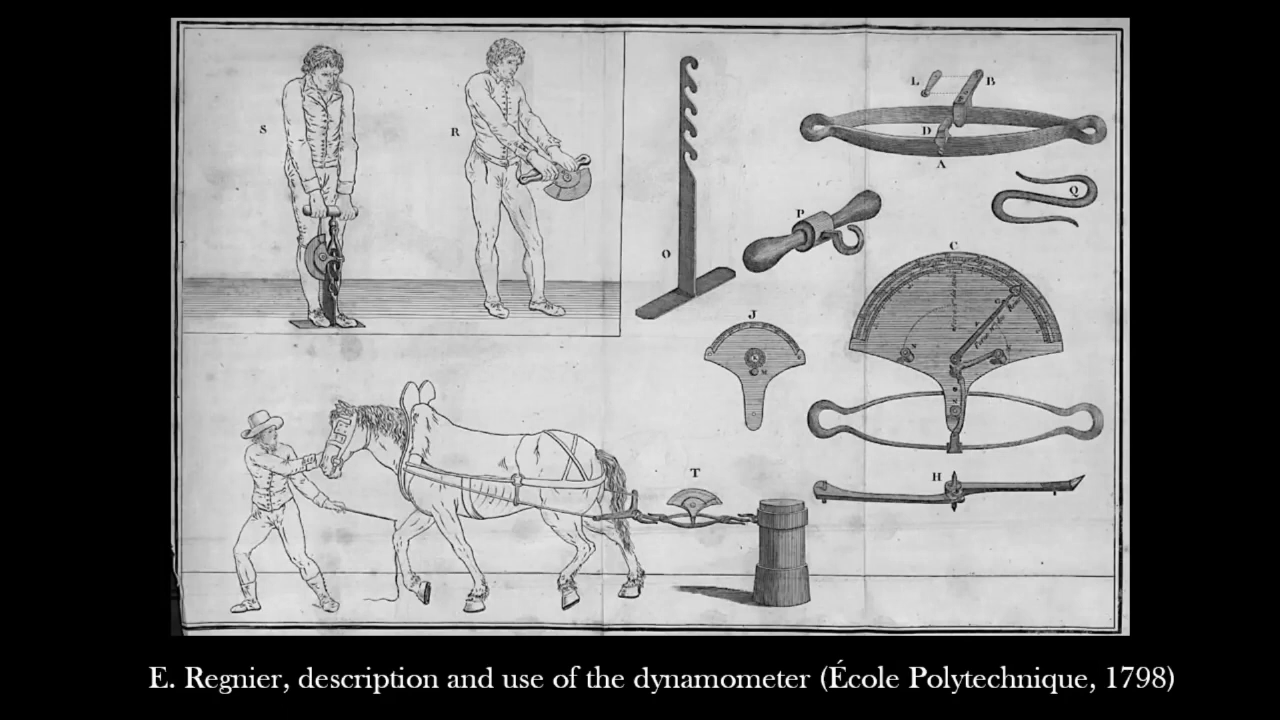 S
R
O
P
L
B
D
A
Q
C
J
M
T
H
E. Regnier, description and use of the dynamometer (École Polytechnique, 1798)